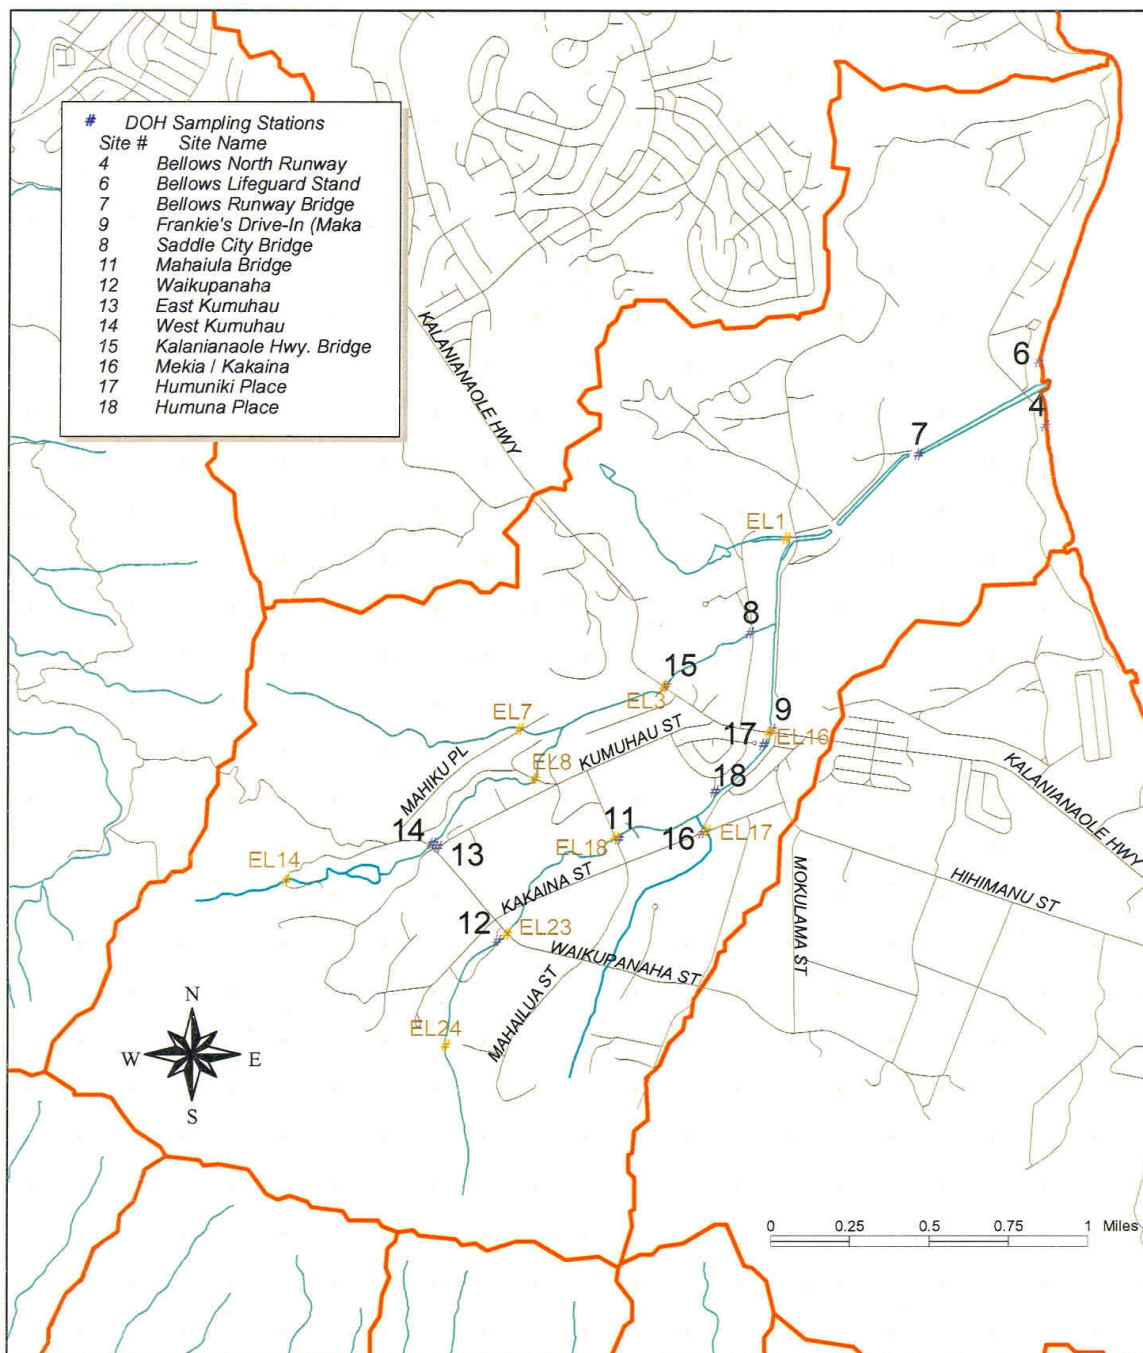 # DOH Sampling Stations
Site # Site Name
4 Bellows North Runway
6 Bellows Lifeguard Stand
7 Bellows Runway Bridge
9 Frankie's Drive-In (Maka
8 Saddle City Bridge
11 Mahaiula Bridge
12 Waikupanaha
13 East Kumuhau
14 West Kumuhau
15 Kalanianaole Hwy. Bridge
16 Mekia / Kakaina
17 Humuniki Place
18 Humuna Place
KALANIANAOLE HWY
6
4
7
EL1
8
15
EL3
9
17
EL16
EL7
KUMUHAU ST
EL8
MAHIKU PL
18
KALANIANAOLE HWY
14
13
11
EL18
16
EL17
EL14
KAKAINA ST
MOKULAMA ST
HIHIMANU ST
12
EL23
WAIKUPANAHA ST
MAHAILUA ST
EL24
N
W E
S
0 0.25 0.5 0.75 1 Miles